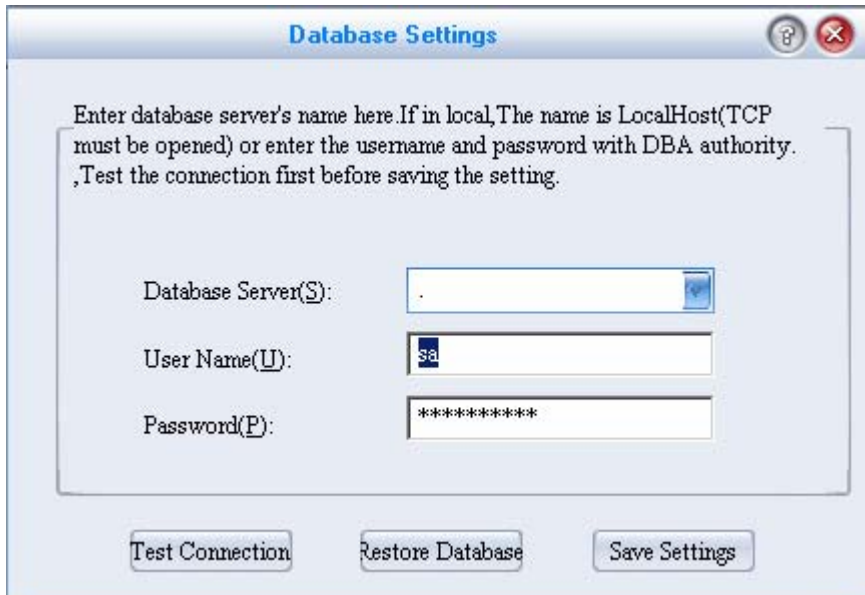 Database Settings
Enter database server's name here.If in local,The name is LocalHost(TCP
must be opened) or enter the username and password with DBA authority.
,Test the connection first before saving the setting.
Database Server(S): .
User Name(U): sa
Password(P): **********
Test Connection Restore Database Save Settings